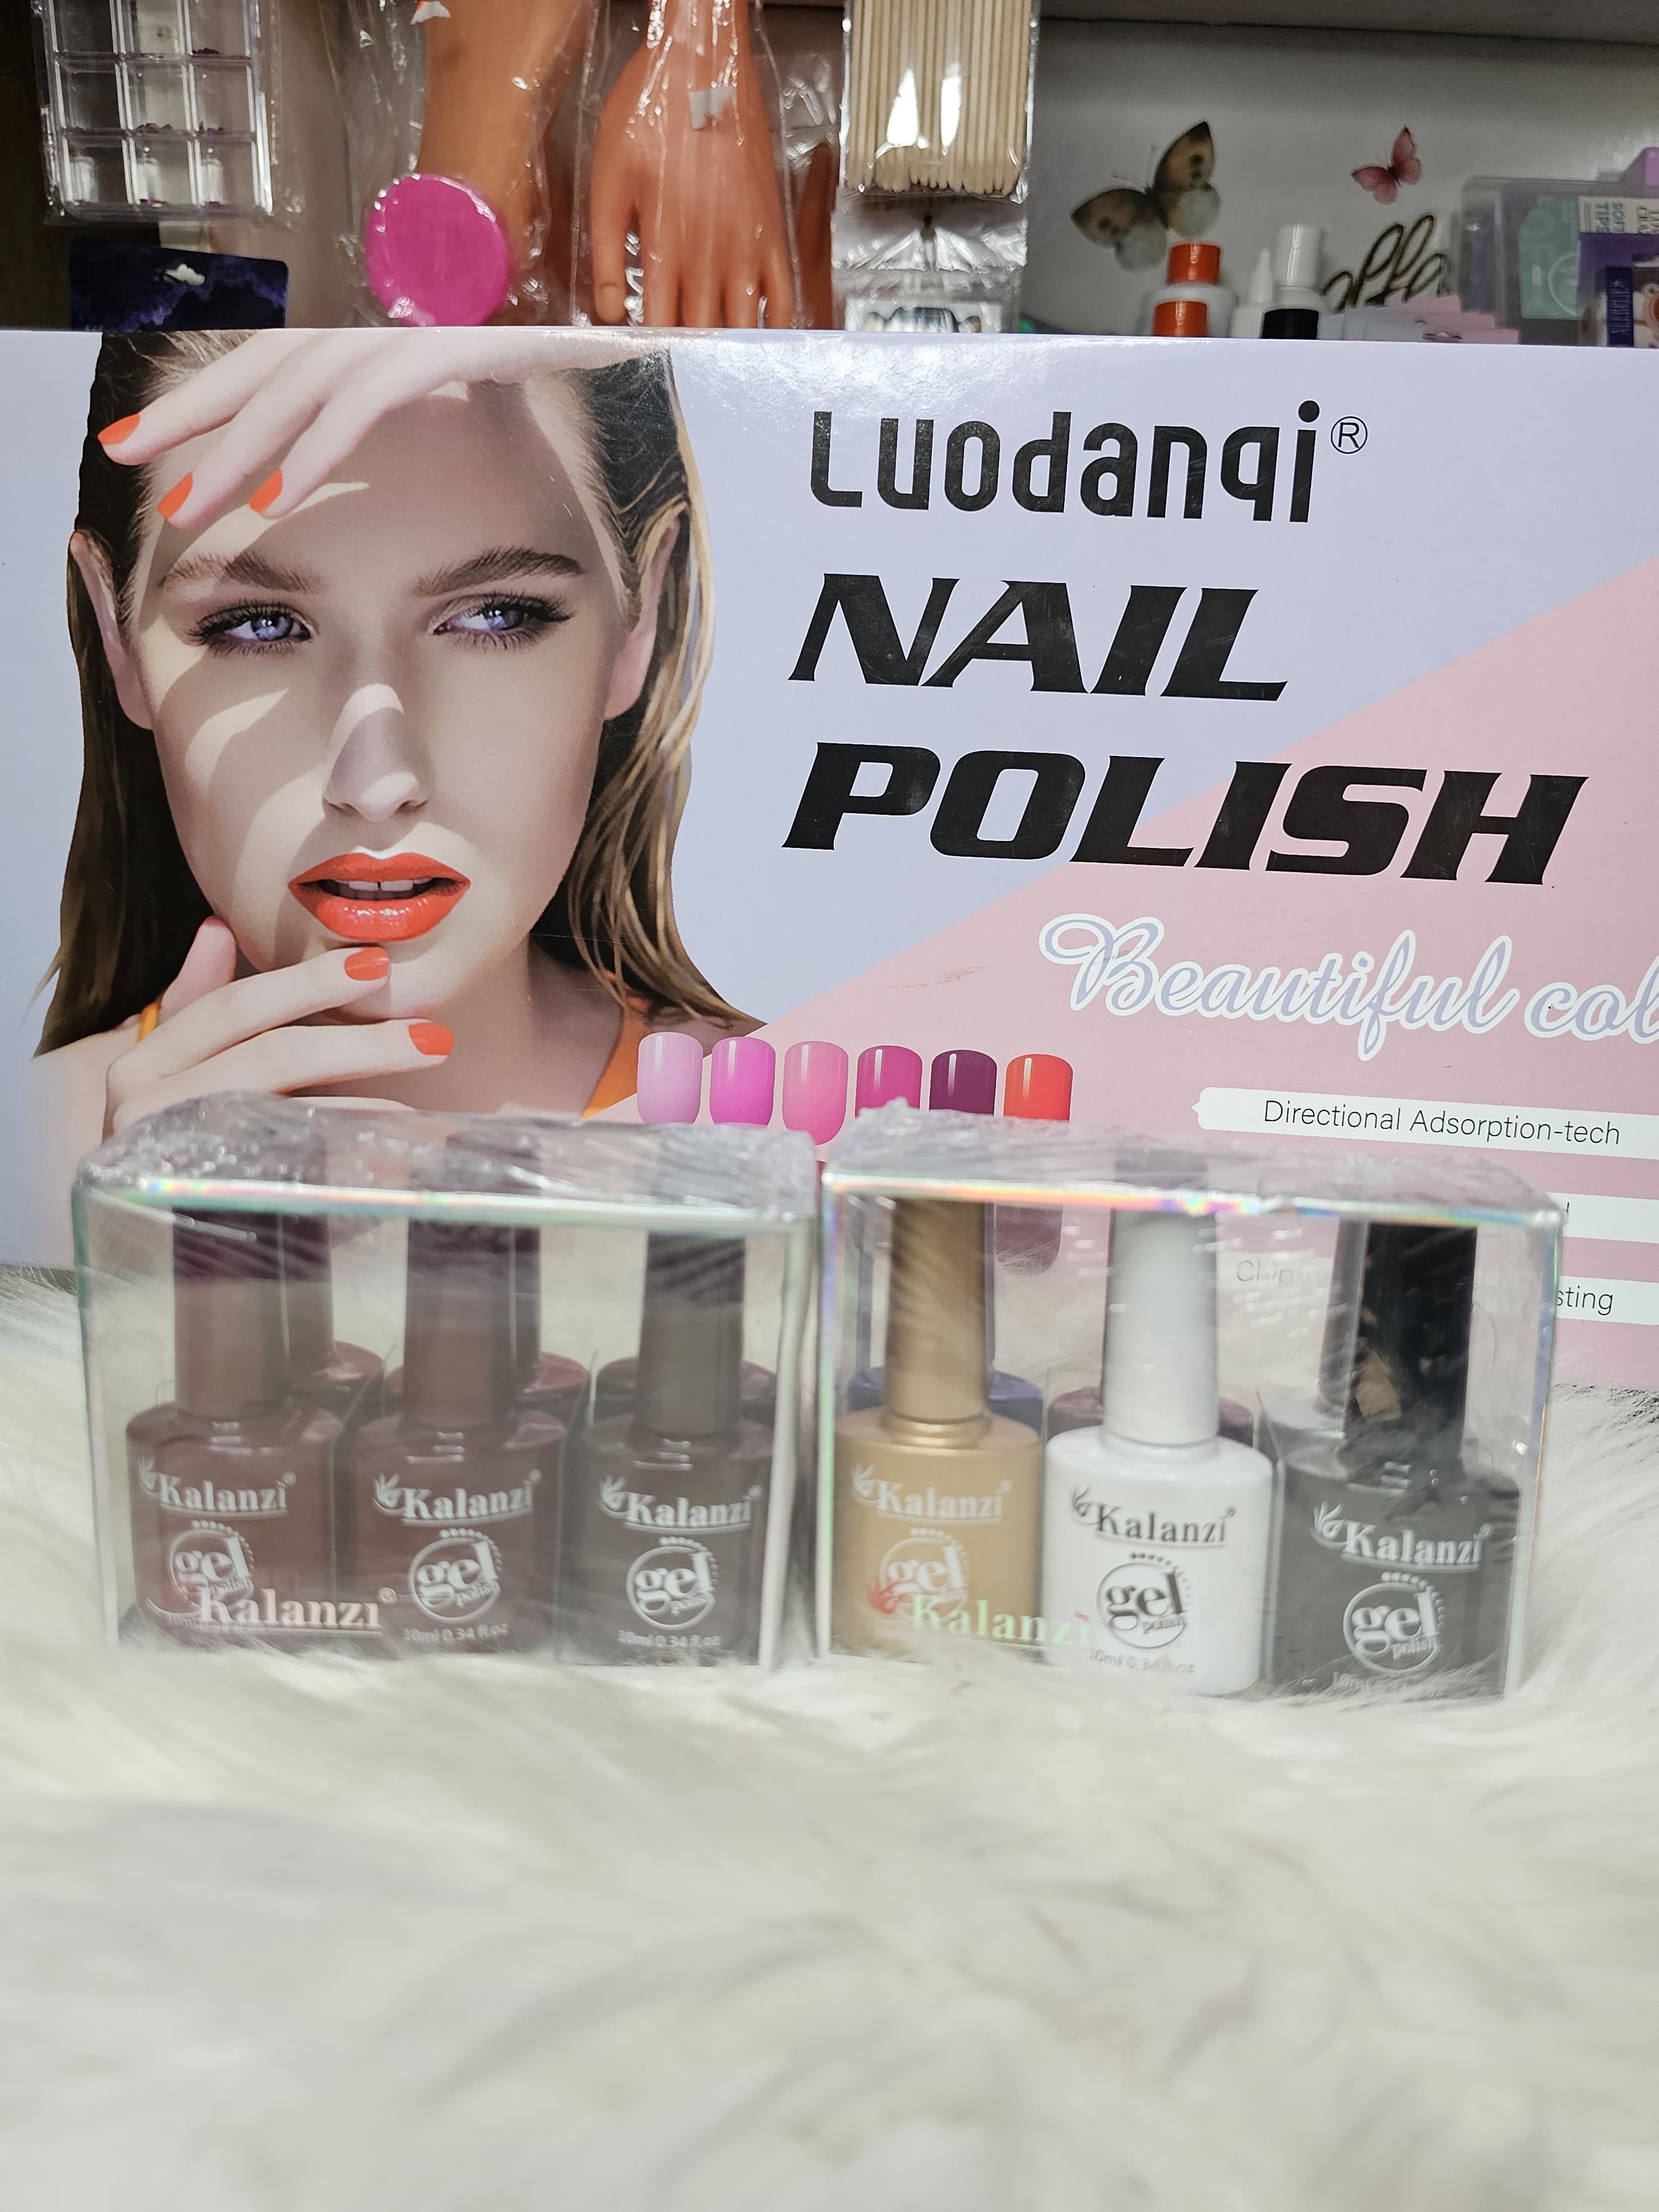 Luodanqi®
NAIL
POLISH
Beautiful col
Directional Adsorption-tech
Chip
sting
Kalanzi®
gel
polish
Kalanzi®
Kalanzi®
gel
polish
10ml 0.34 fl.oz
Kalanzi®
gel
polish
10ml 0.34 fl.oz
Kalanzi®
gel
Kalanzi
Kalanzi®
gel
polish
10ml 0.34 fl.oz
Kalanzi®
gel
polish